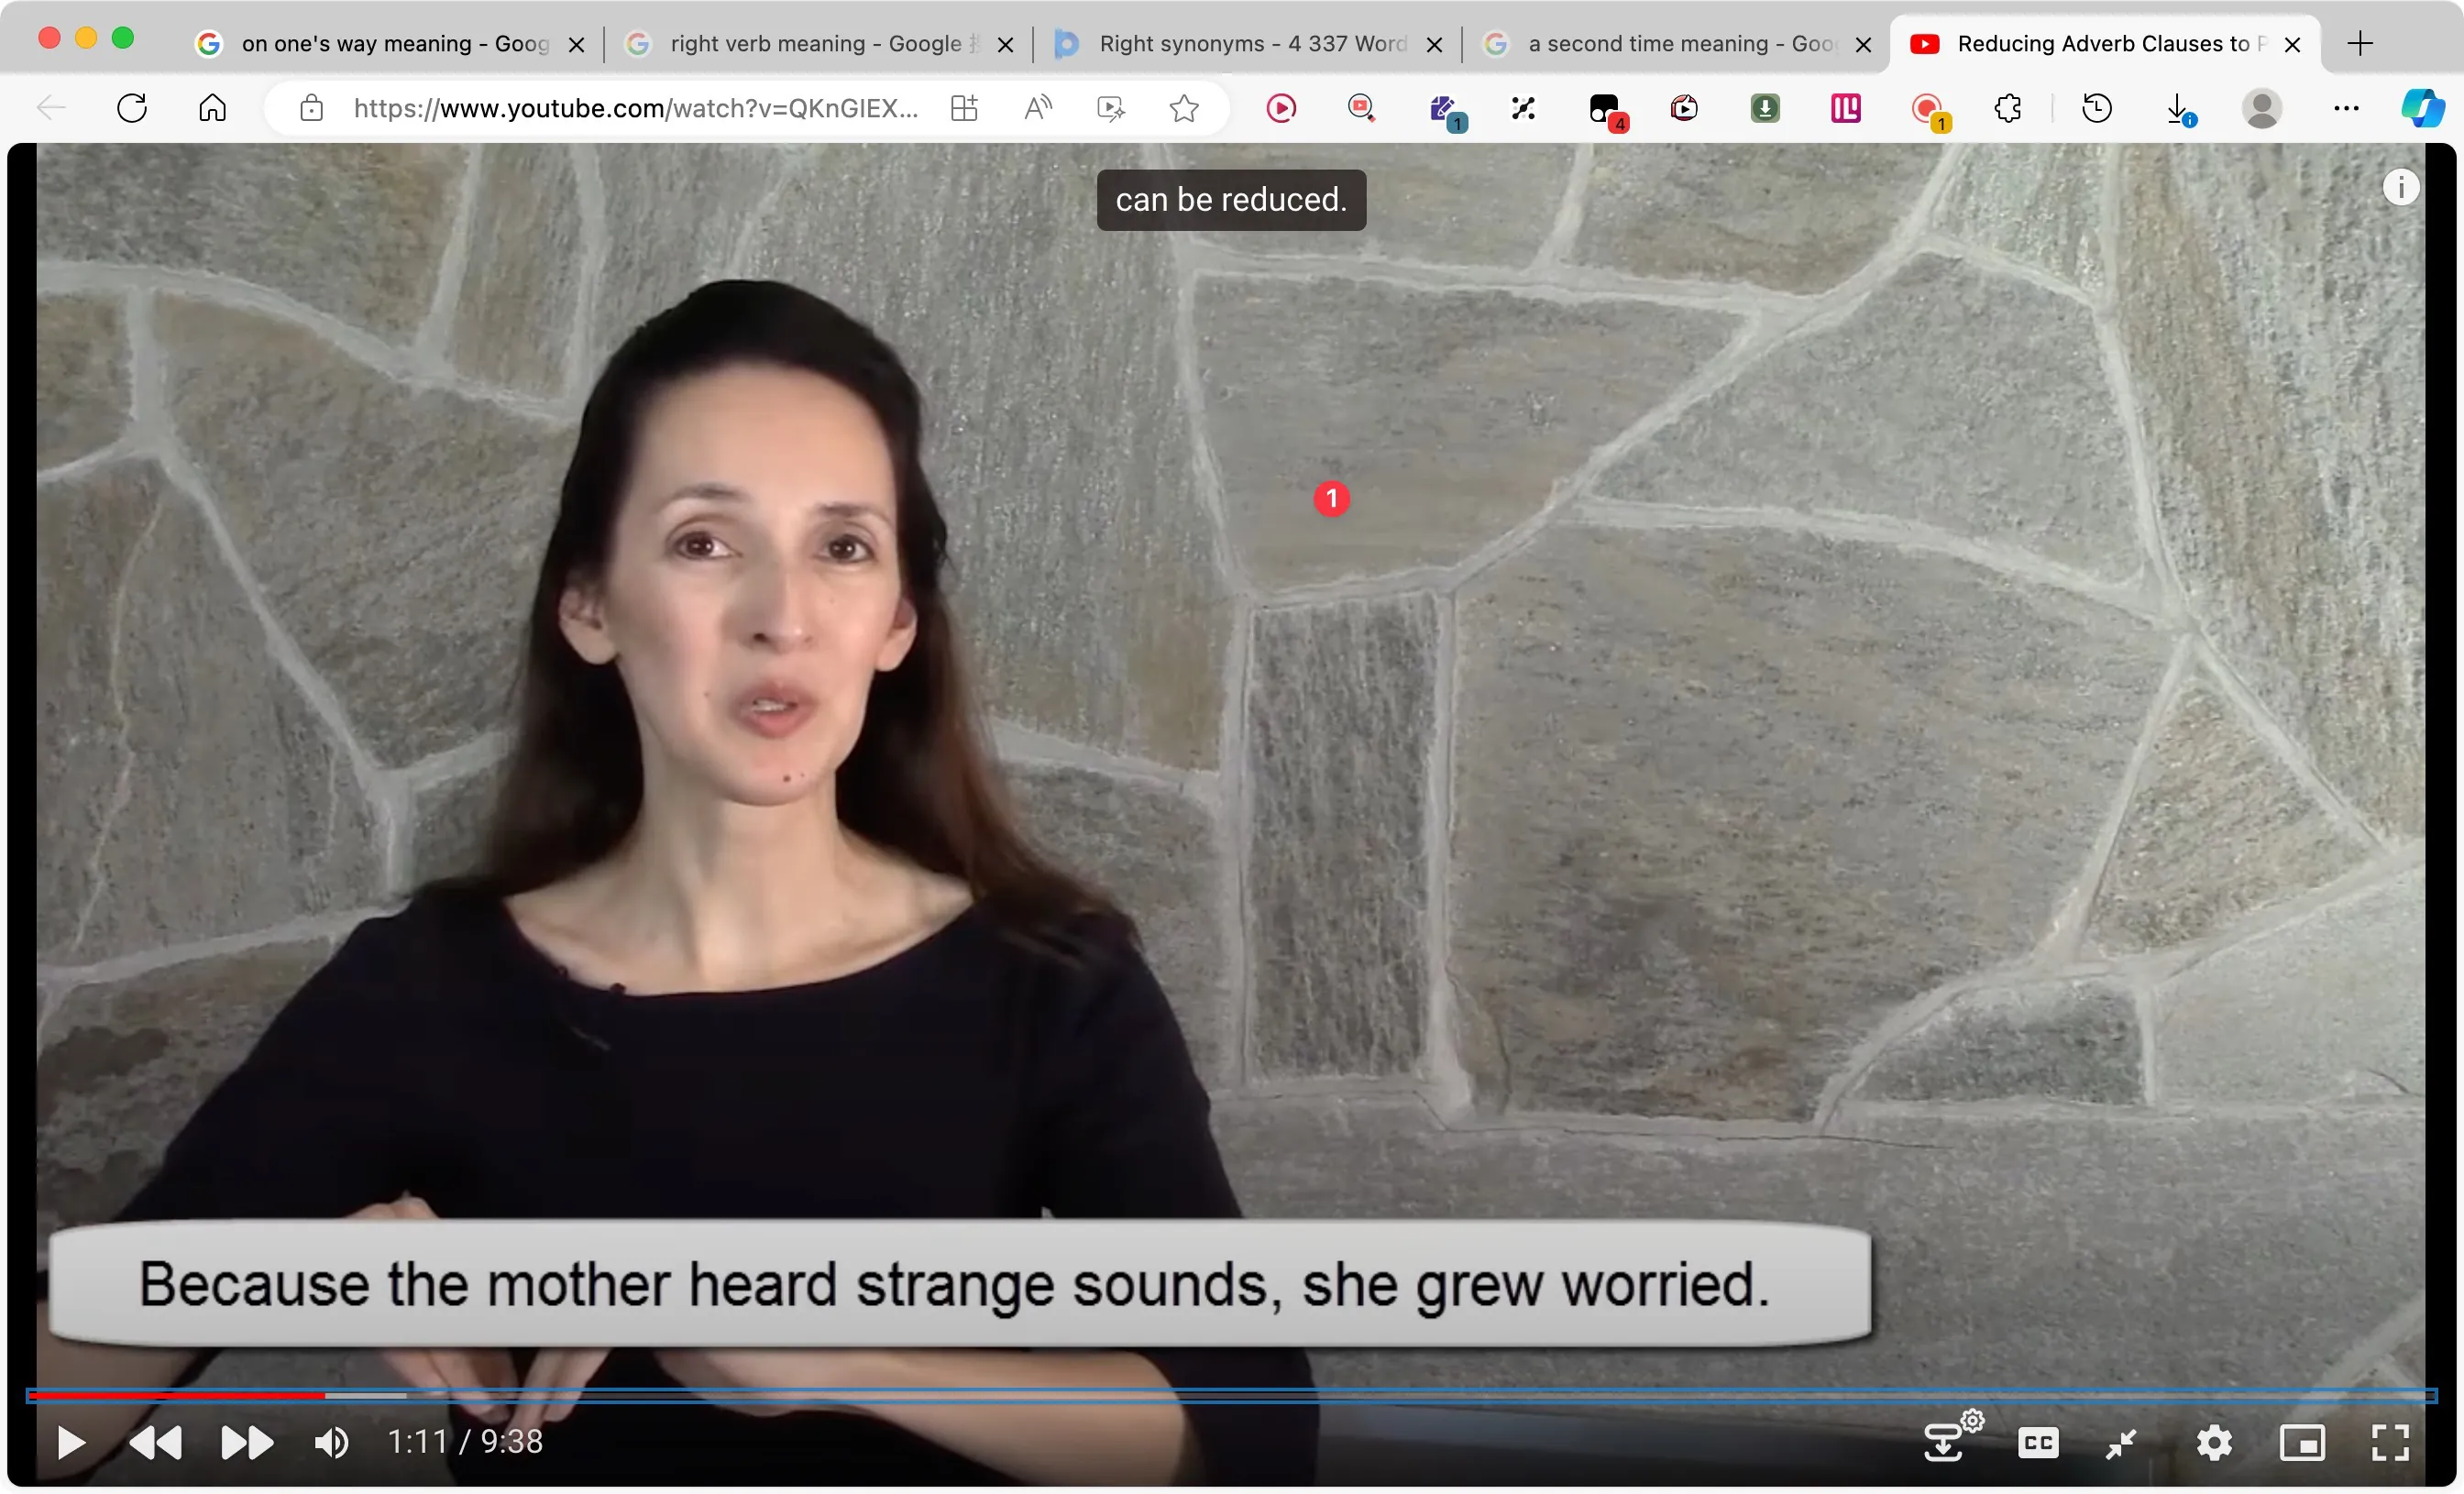 on one's way meaning - Goog
right verb meaning - Google
Right synonyms - 4 337 Word
a second time meaning - Goo
Reducing Adverb Clauses to P
https://www.youtube.com/watch?v=QKnGIEX...
1
4
1
can be reduced.
1
Because the mother heard strange sounds, she grew worried.
1:11 / 9:38
CC